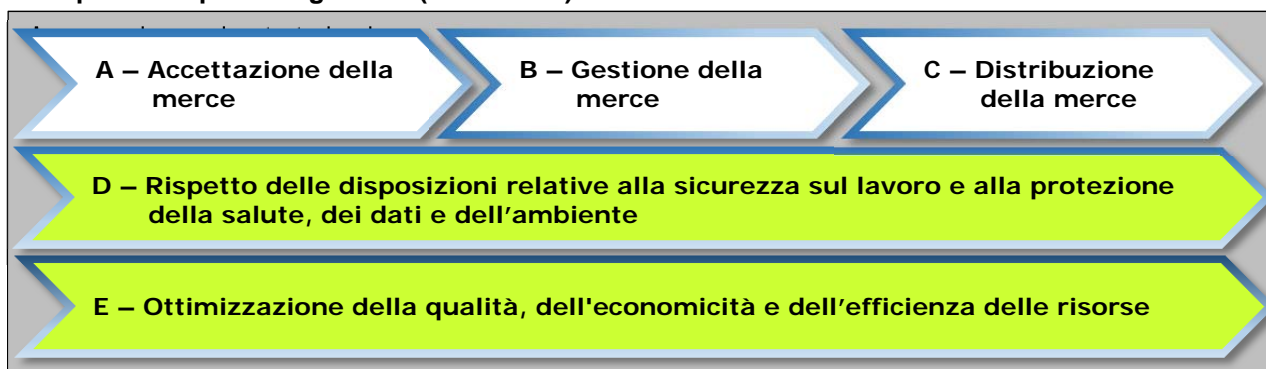 A – Accettazione della
merce
B – Gestione della
merce
C – Distribuzione
della merce
D – Rispetto delle disposizioni relative alla sicurezza sul lavoro e alla protezione
della salute, dei dati e dell’ambiente
E – Ottimizzazione della qualità, dell'economicità e dell’efficienza delle risorse